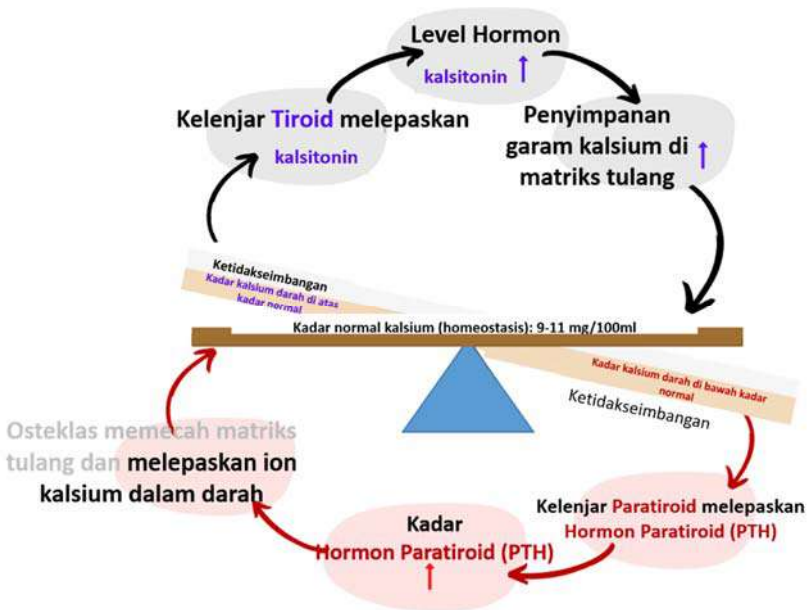 Level Hormon
kalsitonin ↑
Kelenjar Tiroid melepaskan
kalsitonin
Penyimpanan
garam kalsium di
matriks tulang ↑
Ketidakseimbangan
Kadar kalsium darah di atas
kadar normal
Kadar normal kalsium (homeostasis): 9-11 mg/100ml
Kadar kalsium darah di bawah kadar
normal
Ketidakseimbangan
Kelenjar Paratiroid melepaskan
Hormon Paratiroid (PTH)
Kadar
Hormon Paratiroid (PTH)
↑
Osteklas memecah matriks
tulang dan melepaskan ion
kalsium dalam darah